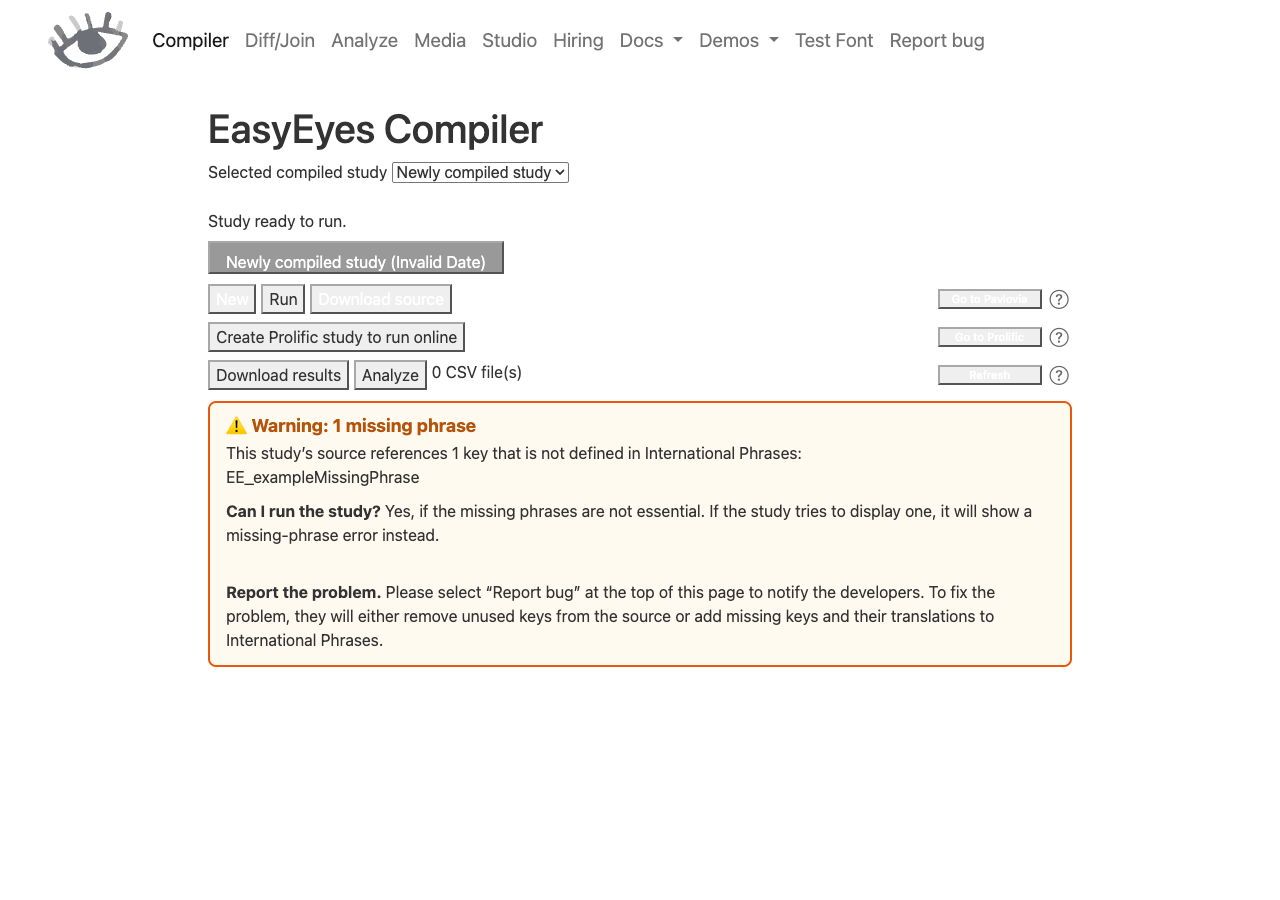 Compiler Diff/Join Analyze Media Studio Hiring Docs Demos Test Font Report bug
EasyEyes Compiler
Selected compiled study Newly compiled study
Study ready to run.
Newly compiled study (Invalid Date)
New Run Download source Go to Pavlovia ?
Create Prolific study to run online Go to Prolific ?
Download results Analyze 0 CSV file(s) Refresh ?
⚠️ Warning: 1 missing phrase
This study’s source references 1 key that is not defined in International Phrases:
EE_exampleMissingPhrase
Can I run the study? Yes, if the missing phrases are not essential. If the study tries to display one, it will show a
missing-phrase error instead.
Report the problem. Please select “Report bug” at the top of this page to notify the developers. To fix the
problem, they will either remove unused keys from the source or add missing keys and their translations to
International Phrases.